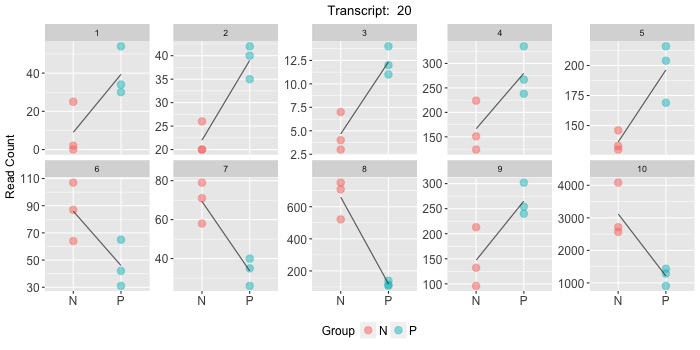 Transcript: 20
1 2 3 4 5
40 20 0
40 35 30 25 20
12.5 10.0 7.5 5.0 2.5
300 250 200 150
200 175 150
Read Count
6 7 8 9 10
110 90 70 50 30
80 60 40
600 400 200
300 250 200 150 100
4000 3000 2000 1000
N P N P N P N P N P
Group N P